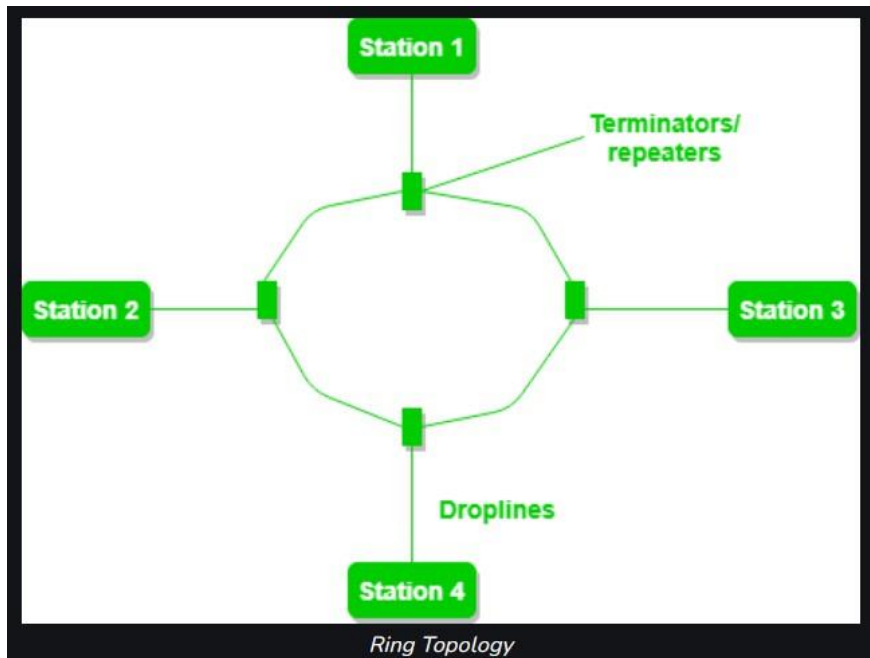 Station 1
Terminators/
repeaters
Station 2
Station 3
Droplines
Station 4
Ring Topology